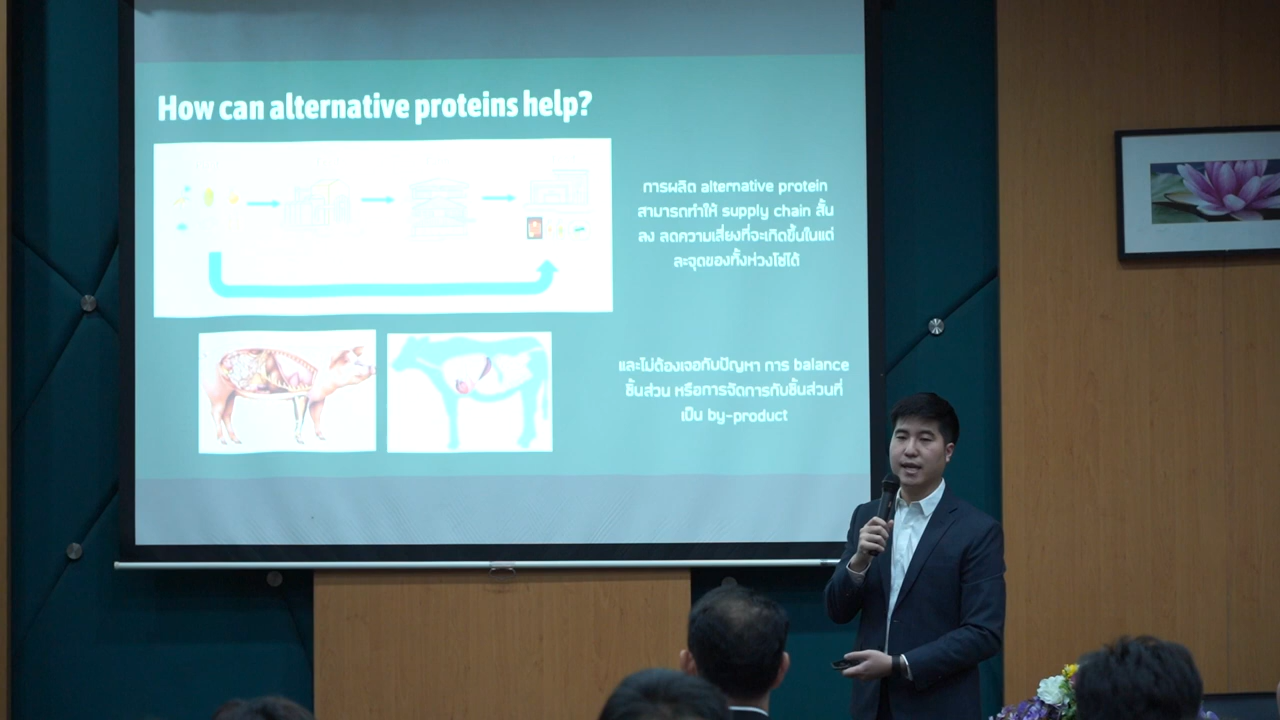 How can alternative proteins help?
การผลิต alternative protein
สามารถทำให้ supply chain สั้น
ลง ลดความเสี่ยงที่จะเกิดขึ้นในแต่
ละจุดของทั้งห่วงโซ่ได้
และไม่ต้องเจอกับปัญหา การ balance
ชิ้นส่วน หรือการจัดการกับชิ้นส่วนที่
เป็น by-product